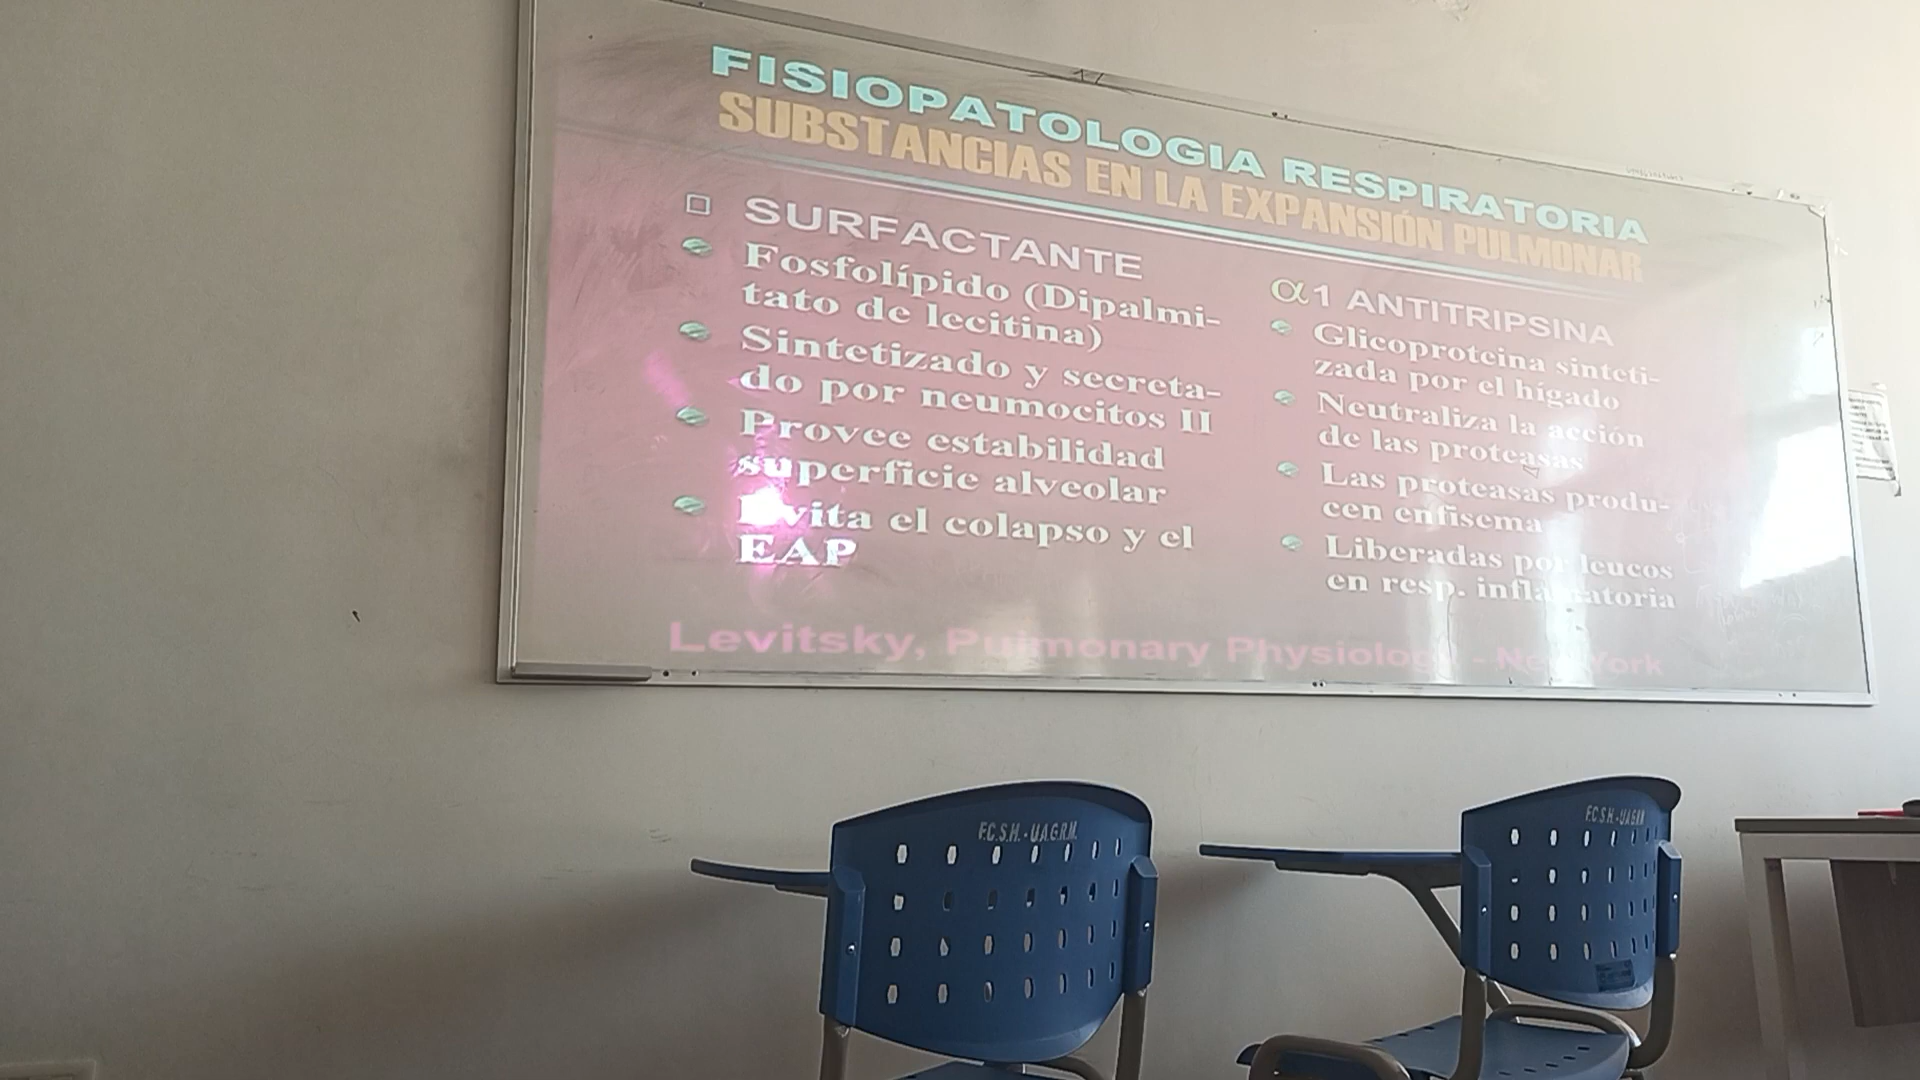 FISIOPATOLOGIA RESPIRATORIA
SUBSTANCIAS EN LA EXPANSIÓN PULMONAR
SURFACTANTE
Fosfolípido (Dipalmi-
tato de lecitina)
Sintetizado y secreta-
do por neumocitos II
Provee estabilidad
superficie alveolar
Evita el colapso y el
EAP
α1 ANTITRIPSINA
Glicoproteina sinteti-
zada por el hígado
Neutraliza la acción
de las proteasas
Las proteasas produ-
cen enfisema
Liberadas por leucos
en resp. inflamatoria
Levitsky, Pulmonary Physiology - New York
F.C.S.H. - U.A.G.R.M.
F.C.S.H. - U.A.G.R.M.